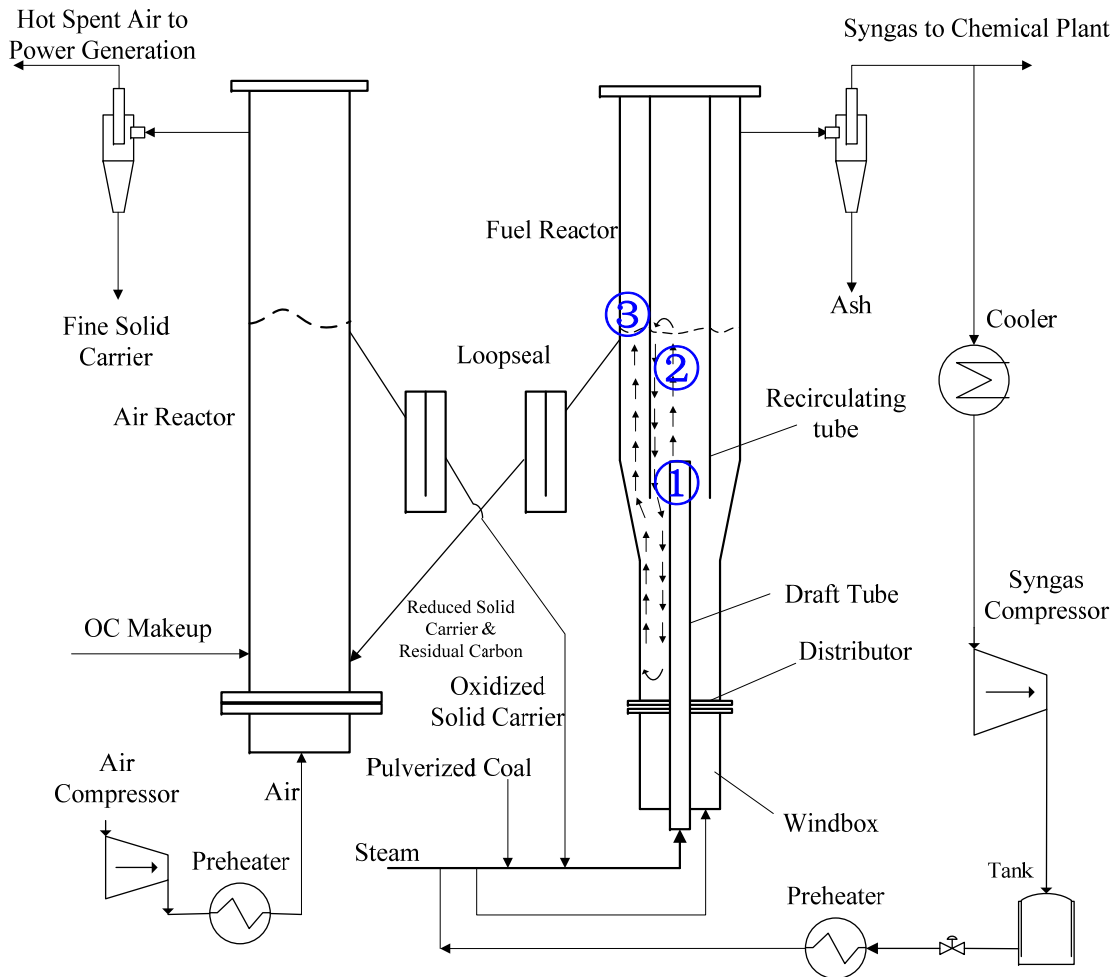 Hot Spent Air to
Power Generation
Syngas to Chemical Plant
Fuel Reactor
③
Ash
Fine Solid
Carrier
Cooler
Loopseal
②
Air Reactor
Recirculating
tube
①
Syngas
Compressor
Draft Tube
Reduced Solid
Carrier &
Residual Carbon
OC Makeup
Distributor
Oxidized
Solid Carrier
Pulverized Coal
Air
Compressor
Air
Windbox
Preheater
Steam
Tank
Preheater